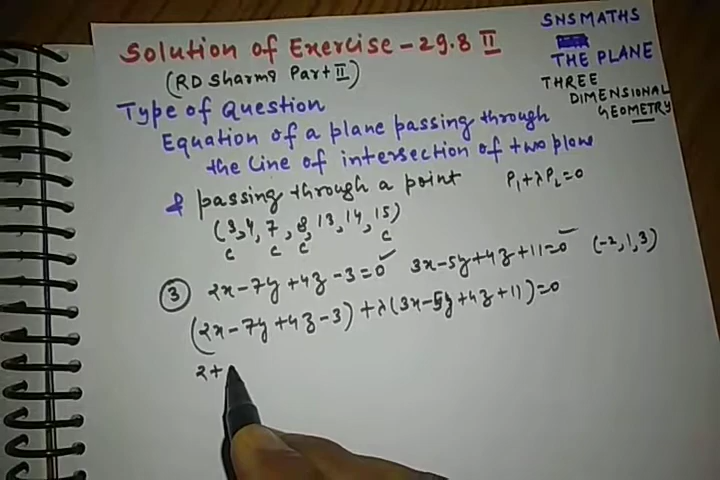 Solution of Exercise-29.8 II
(RD Sharma Part II)
SNSMATHS
THE PLANE
THREE
DIMENSIONAL
GEOMETRY
Type of Question
Equation of a plane passing through
the line of intersection of two plane
& passing through a point P₁+λP₂=0
(3,4,7,8,13,14,15)
c c c c
③ 2x-7y+4z-3=0 ✓ 3x-5y+4z+11=0 ✓ (-2,1,3)
(2x-7y+4z-3)+λ(3x-5y+4z+11)=0
2+